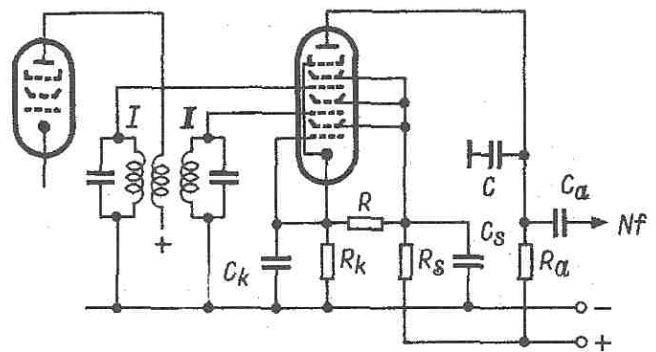 I
I
+
C
Cₐ
Nf
R
Cₛ
Cₖ
Rₖ
Rₛ
Rₐ
−
+